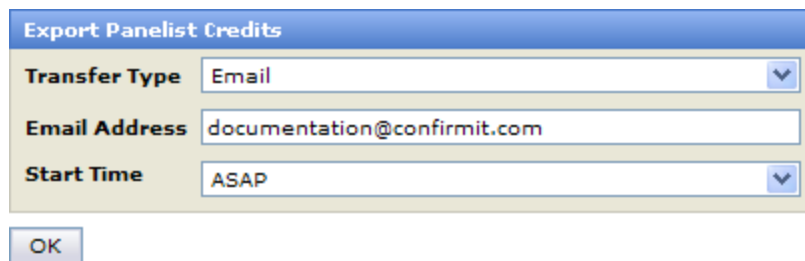 Export Panelist Credits
Transfer Type Email
Email Address documentation@confirmit.com
Start Time ASAP
OK